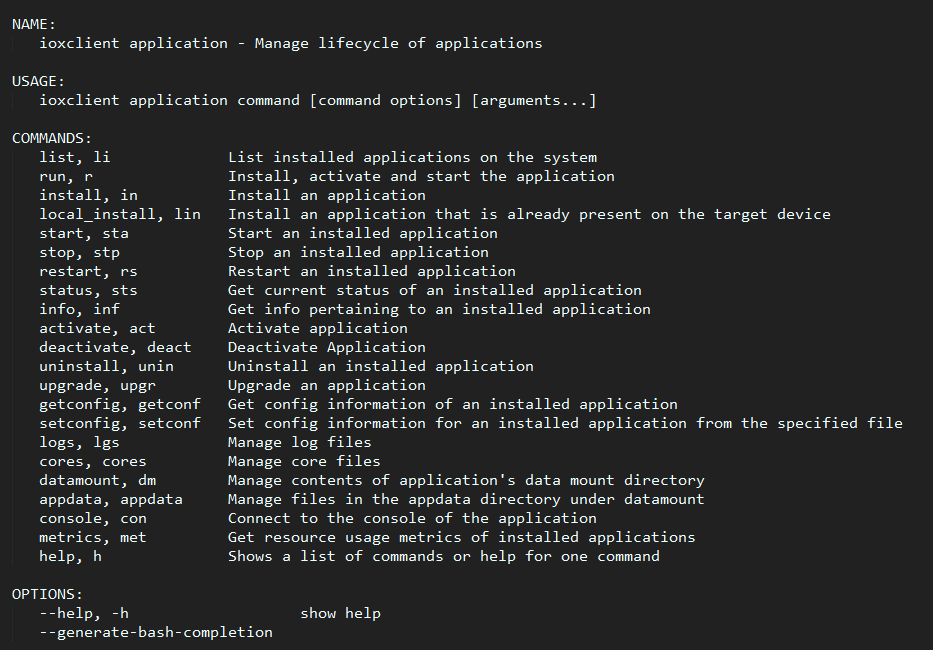 NAME:
ioxclient application - Manage lifecycle of applications
USAGE:
ioxclient application command [command options] [arguments...]
COMMANDS:
list, li List installed applications on the system
run, r Install, activate and start the application
install, in Install an application
local_install, lin Install an application that is already present on the target device
start, sta Start an installed application
stop, stp Stop an installed application
restart, rs Restart an installed application
status, sts Get current status of an installed application
info, inf Get info pertaining to an installed application
activate, act Activate application
deactivate, deact Deactivate Application
uninstall, unin Uninstall an installed application
upgrade, upgr Upgrade an application
getconfig, getconf Get config information of an installed application
setconfig, setconf Set config information for an installed application from the specified file
logs, lgs Manage log files
cores, cores Manage core files
datamount, dm Manage contents of application's data mount directory
appdata, appdata Manage files in the appdata directory under datamount
console, con Connect to the console of the application
metrics, met Get resource usage metrics of installed applications
help, h Shows a list of commands or help for one command
OPTIONS:
--help, -h show help
--generate-bash-completion